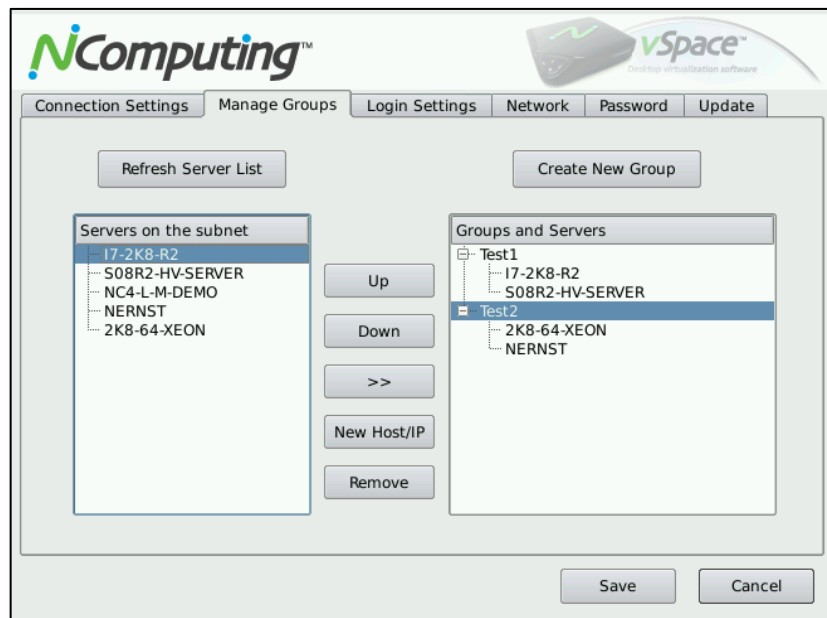 NComputing™
vSpace™
Desktop virtualization software
Connection Settings
Manage Groups
Login Settings
Network
Password
Update
Refresh Server List
Create New Group
Servers on the subnet
I7-2K8-R2
S08R2-HV-SERVER
NC4-L-M-DEMO
NERNST
2K8-64-XEON
Up
Down
>>
New Host/IP
Remove
Groups and Servers
Test1
I7-2K8-R2
S08R2-HV-SERVER
Test2
2K8-64-XEON
NERNST
Save
Cancel